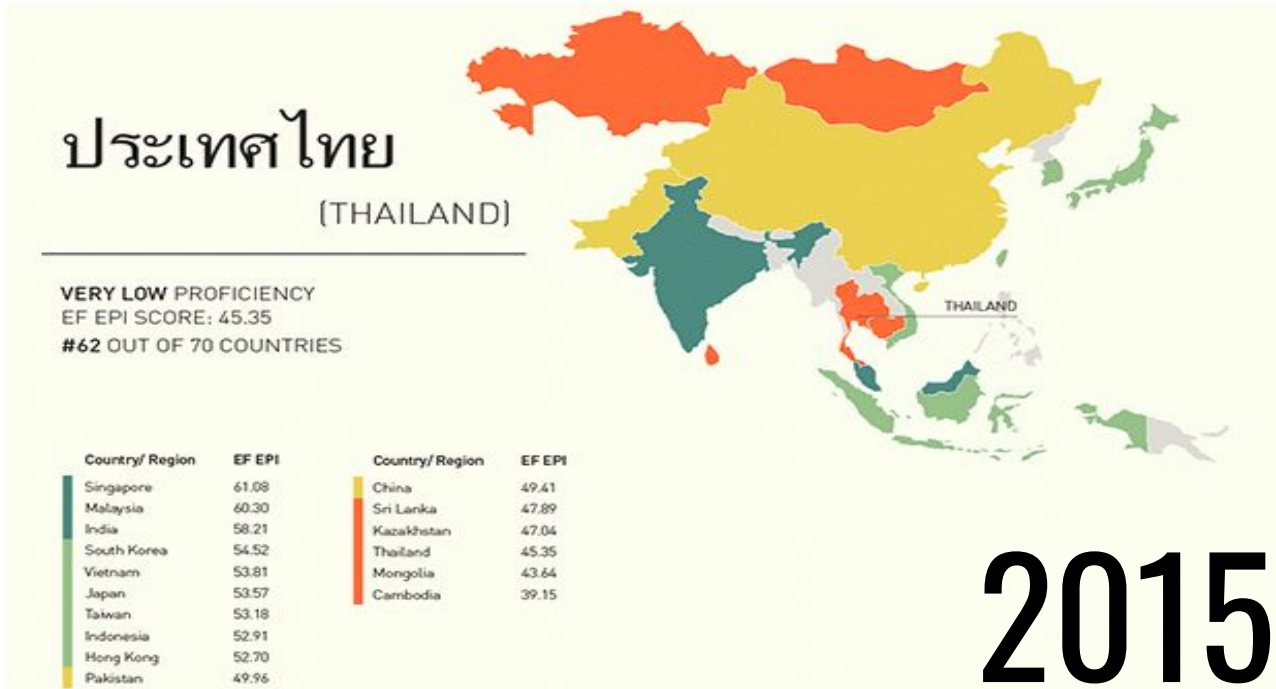 ประเทศไทย
(THAILAND)
VERY LOW PROFICIENCY
EF EPI SCORE: 45.35
#62 OUT OF 70 COUNTRIES
THAILAND
Country/ Region EF EPI
Singapore 61.08
Malaysia 60.30
India 58.21
South Korea 54.52
Vietnam 53.81
Japan 53.57
Taiwan 53.18
Indonesia 52.91
Hong Kong 52.70
Pakistan 49.96
Country/ Region EF EPI
China 49.41
Sri Lanka 47.89
Kazakhstan 47.04
Thailand 45.35
Mongolia 43.64
Cambodia 39.15
2015